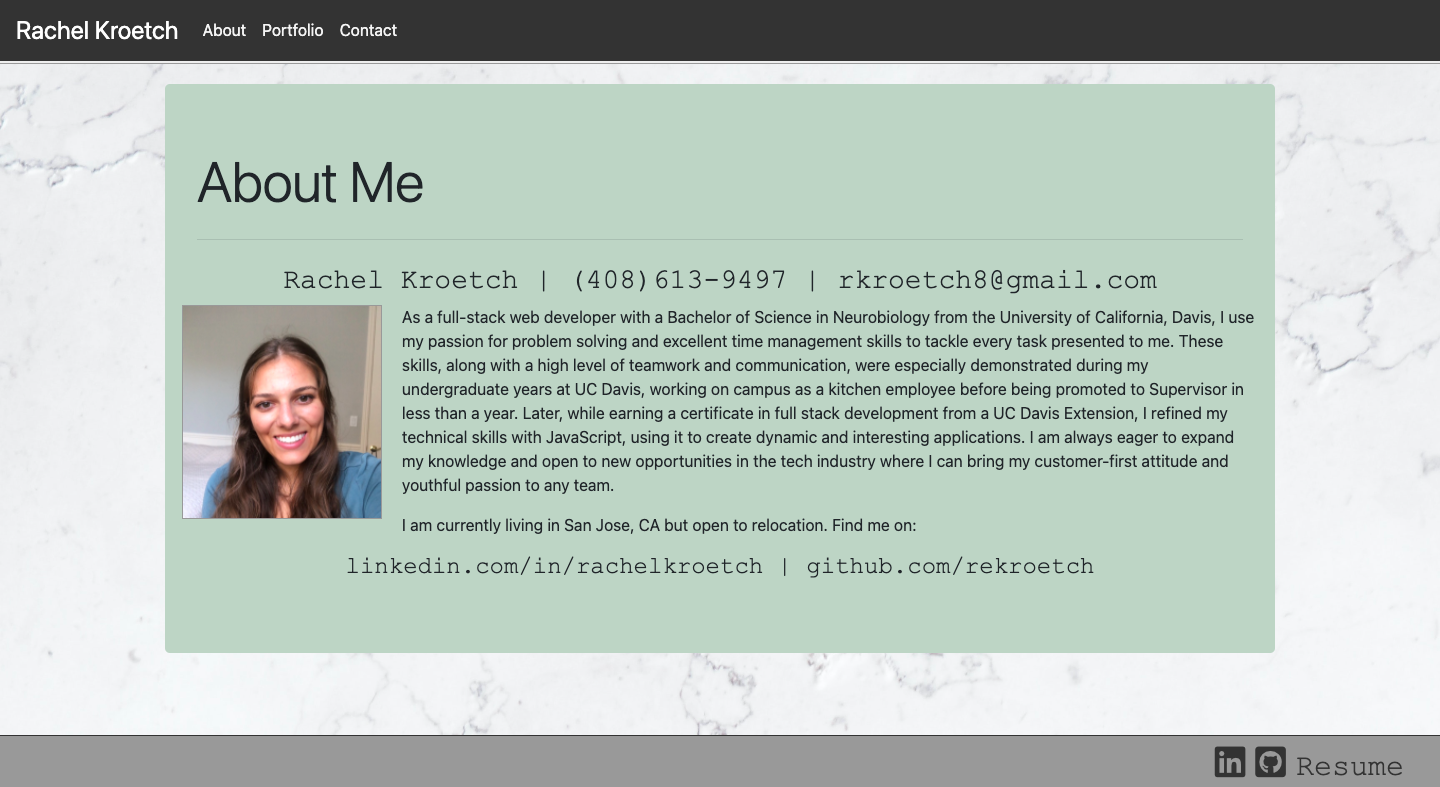 Rachel Kroetch About Portfolio Contact
About Me
Rachel Kroetch | (408)613-9497 | rkroetch8@gmail.com
As a full-stack web developer with a Bachelor of Science in Neurobiology from the University of California, Davis, I use
my passion for problem solving and excellent time management skills to tackle every task presented to me. These
skills, along with a high level of teamwork and communication, were especially demonstrated during my
undergraduate years at UC Davis, working on campus as a kitchen employee before being promoted to Supervisor in
less than a year. Later, while earning a certificate in full stack development from a UC Davis Extension, I refined my
technical skills with JavaScript, using it to create dynamic and interesting applications. I am always eager to expand
my knowledge and open to new opportunities in the tech industry where I can bring my customer-first attitude and
youthful passion to any team.
I am currently living in San Jose, CA but open to relocation. Find me on:
linkedin.com/in/rachelkroetch | github.com/rekroetch
in Resume